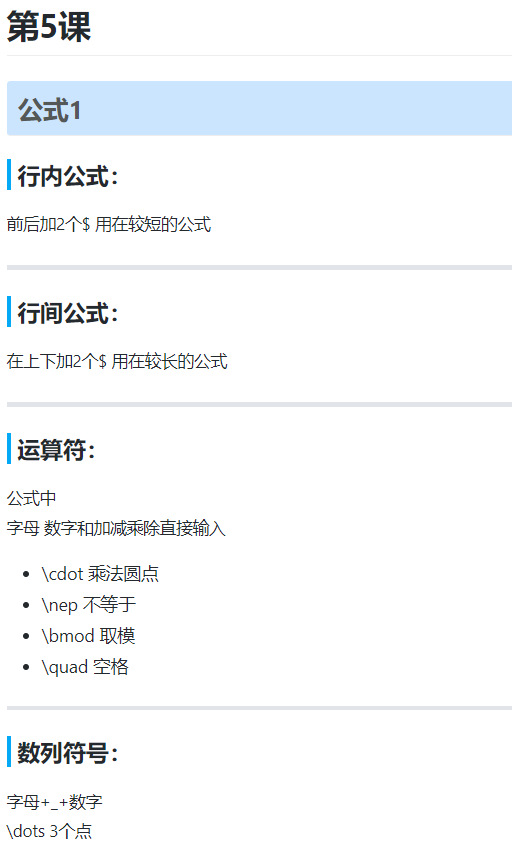 第5课
公式1
行内公式：
前后加2个$ 用在较短的公式
行间公式：
在上下加2个$ 用在较长的公式
运算符：
公式中
字母 数字和加减乘除直接输入
\cdot 乘法圆点
\nep 不等于
\bmod 取模
\quad 空格
数列符号：
字母+_+数字
\dots 3个点